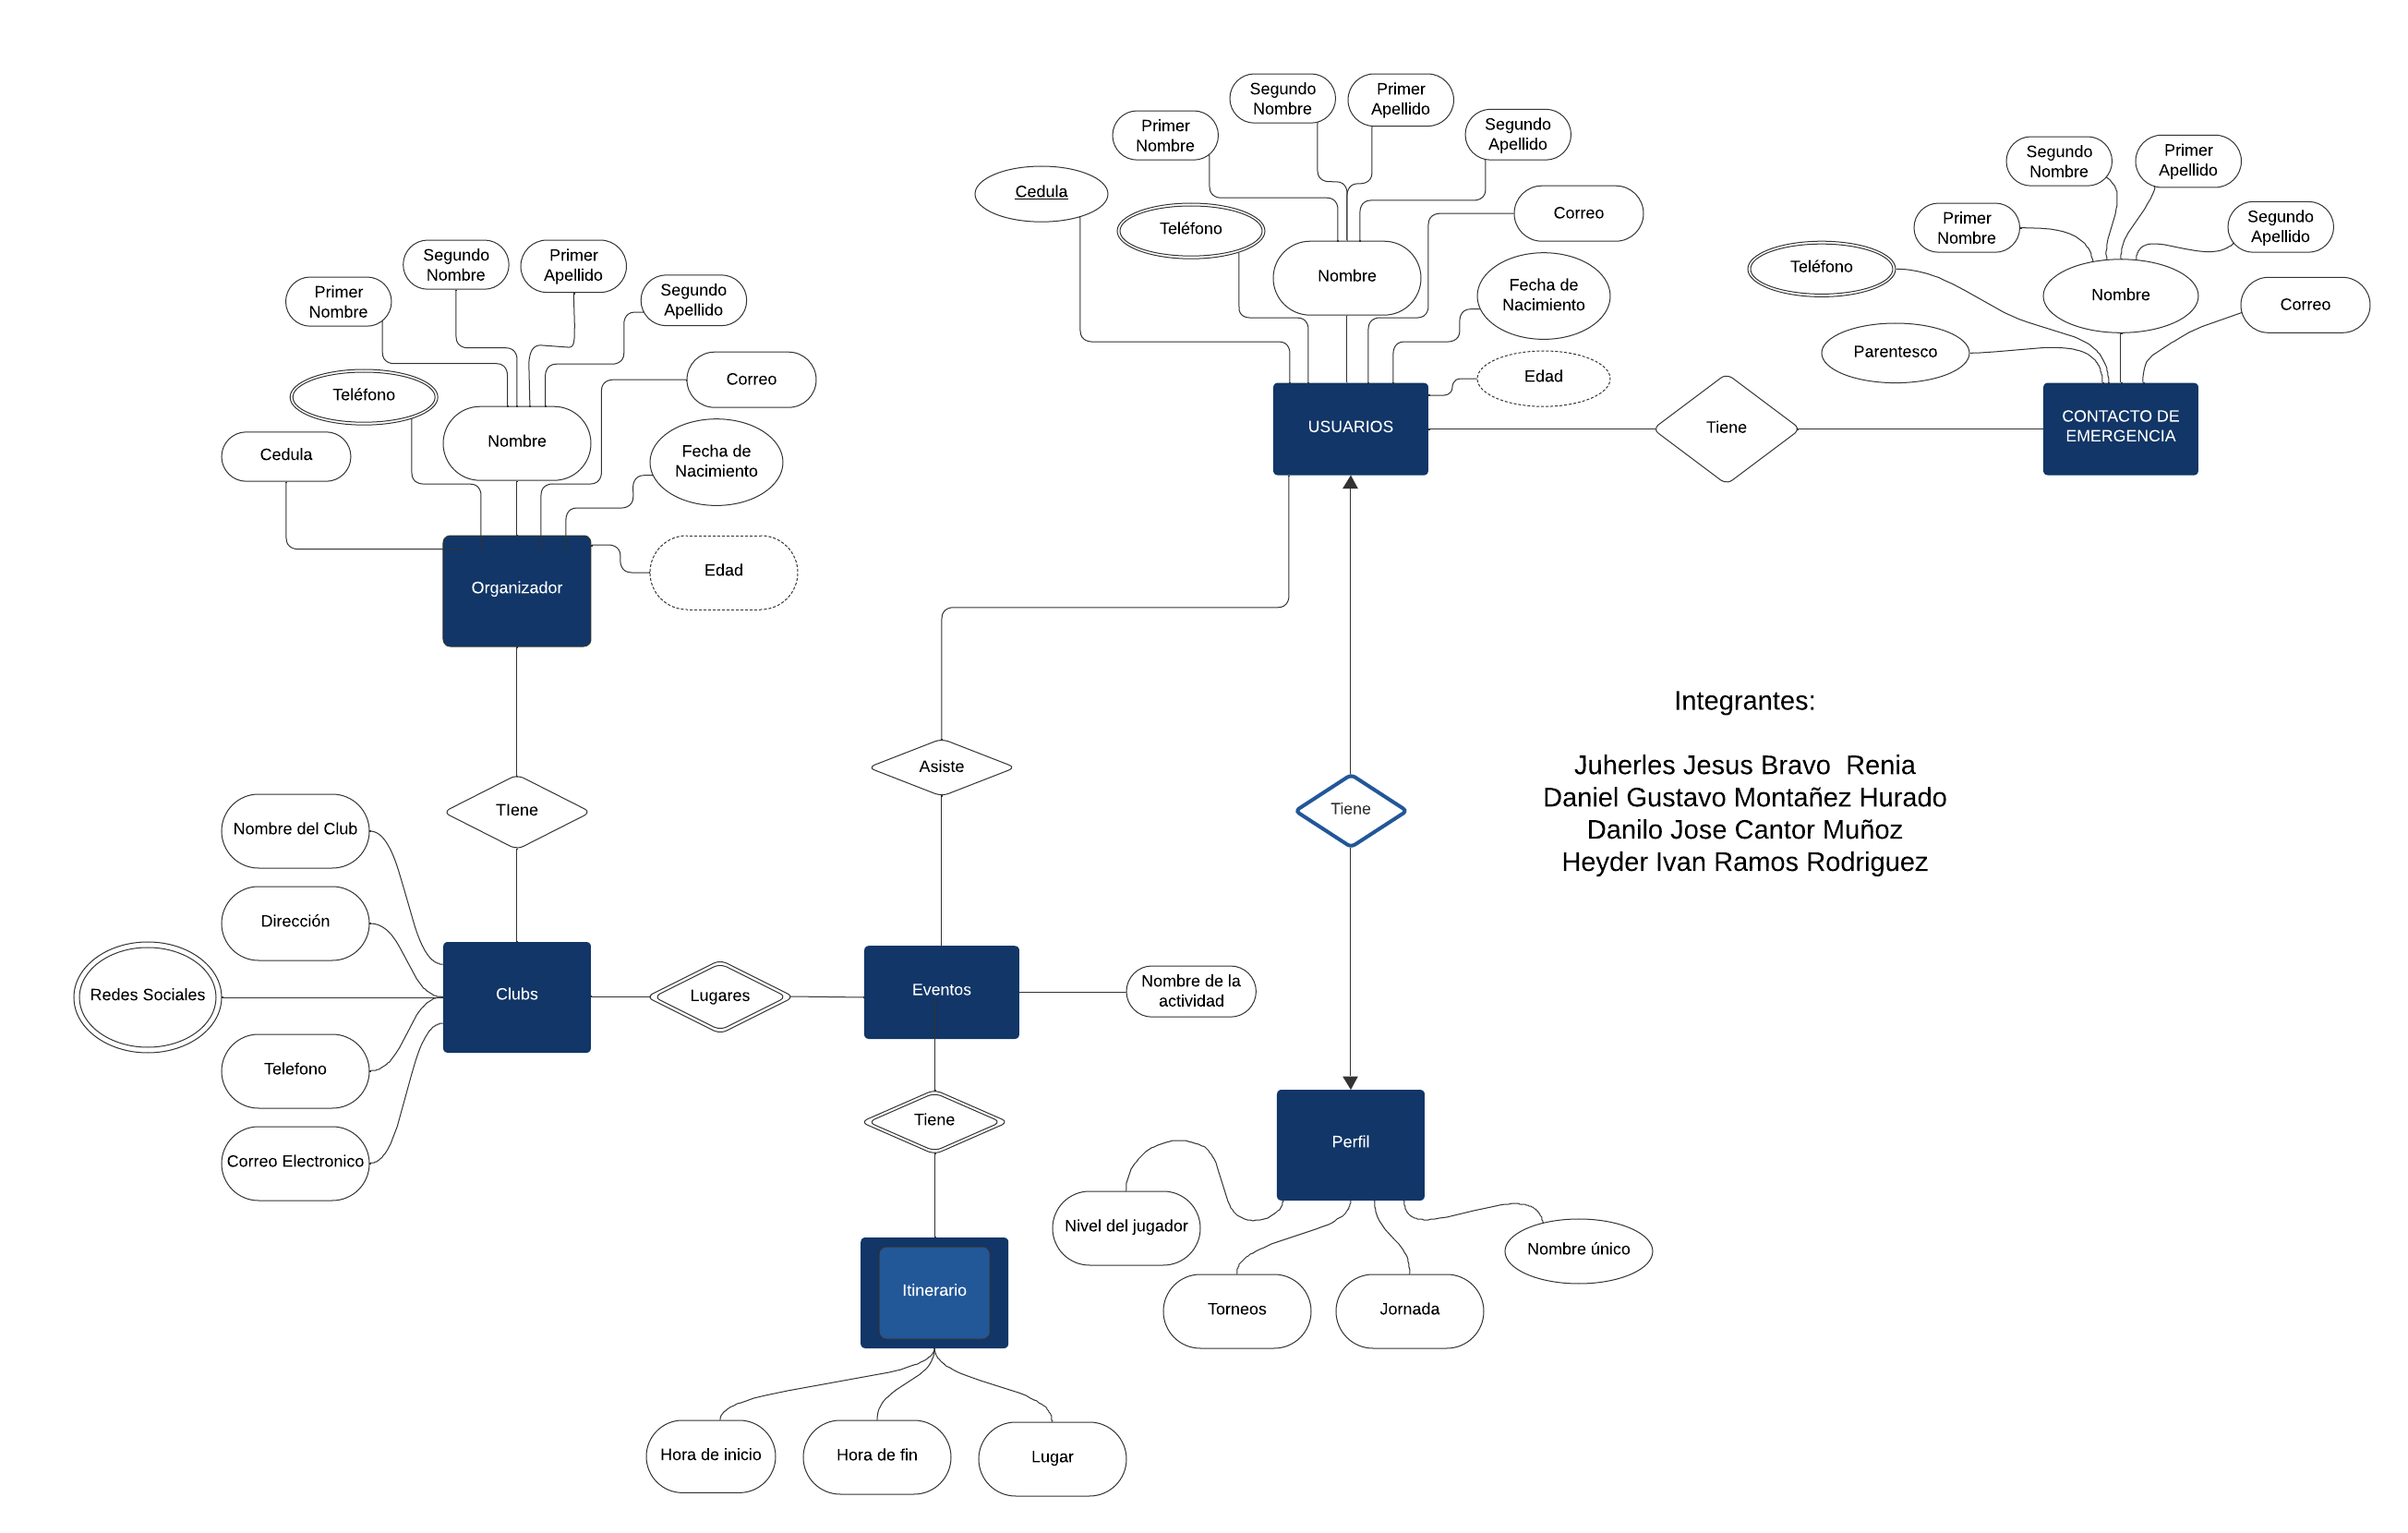 Segundo
Nombre
Primer
Apellido
Primer
Nombre
Segundo
Apellido
Cedula
Teléfono
Correo
Nombre
Fecha de
Nacimiento
Edad
USUARIOS
Tiene
Segundo
Nombre
Primer
Apellido
Primer
Nombre
Segundo
Apellido
Teléfono
Nombre
Correo
Parentesco
CONTACTO DE
EMERGENCIA
Segundo
Nombre
Primer
Apellido
Primer
Nombre
Segundo
Apellido
Teléfono
Correo
Cedula
Nombre
Fecha de
Nacimiento
Edad
Organizador
TIene
Asiste
Tiene
Integrantes:
Juherles Jesus Bravo  Renia
Daniel Gustavo Montañez Hurado
Danilo Jose Cantor Muñoz
Heyder Ivan Ramos Rodriguez
Nombre del Club
Dirección
Redes Sociales
Telefono
Correo Electronico
Clubs
Lugares
Eventos
Nombre de la
actividad
Tiene
Itinerario
Hora de inicio
Hora de fin
Lugar
Perfil
Nivel del jugador
Torneos
Jornada
Nombre único